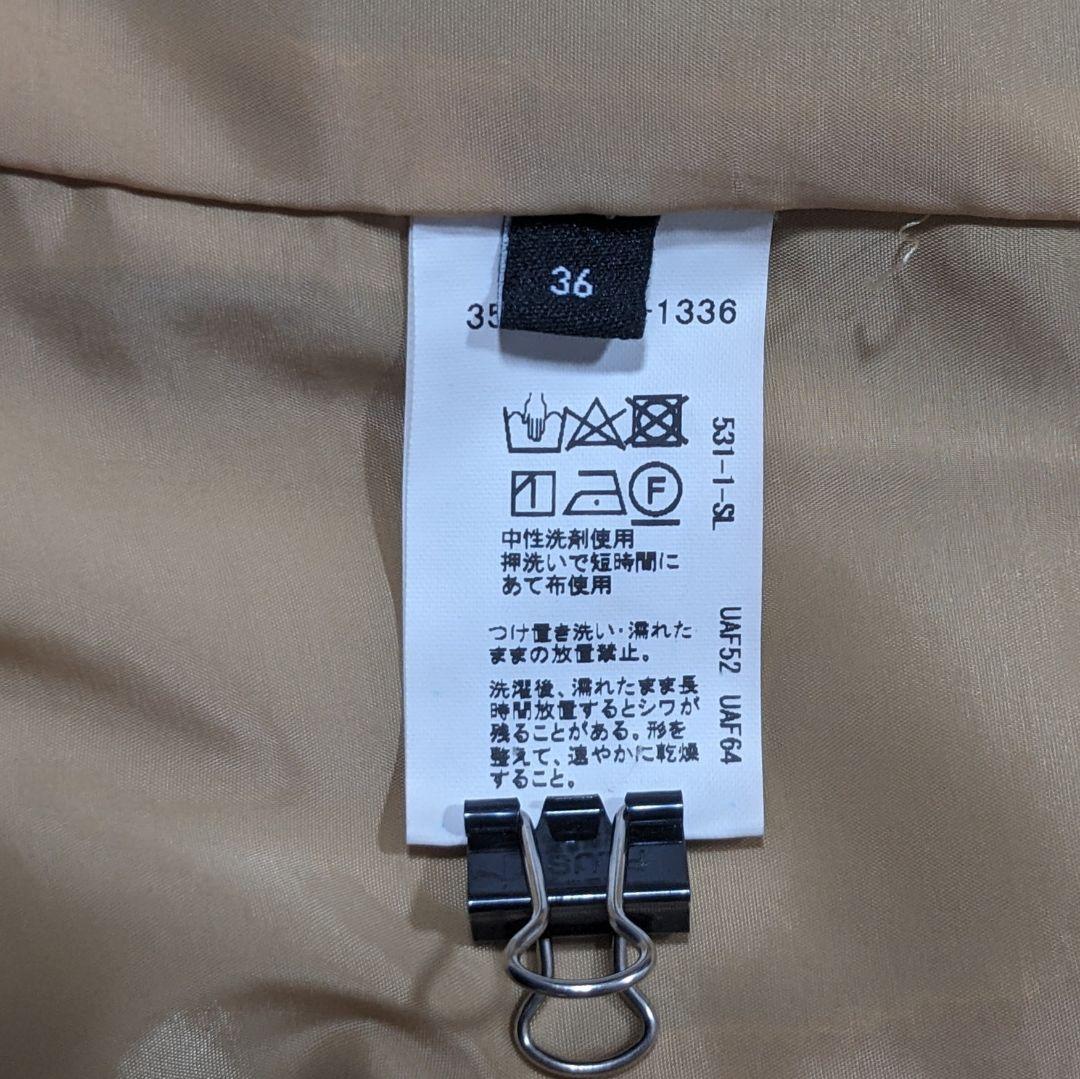 36
35
-1336
F
中性洗剤使用
押洗いで短時間に
あて布使用
つけ置き洗い・濡れた
ままの放置禁止。
洗濯後、濡れたまま長
時間放置するとシワが
残ることがある。形を
整えて、速やかに乾燥
すること。
531-1-SL
UAF52 UAF64